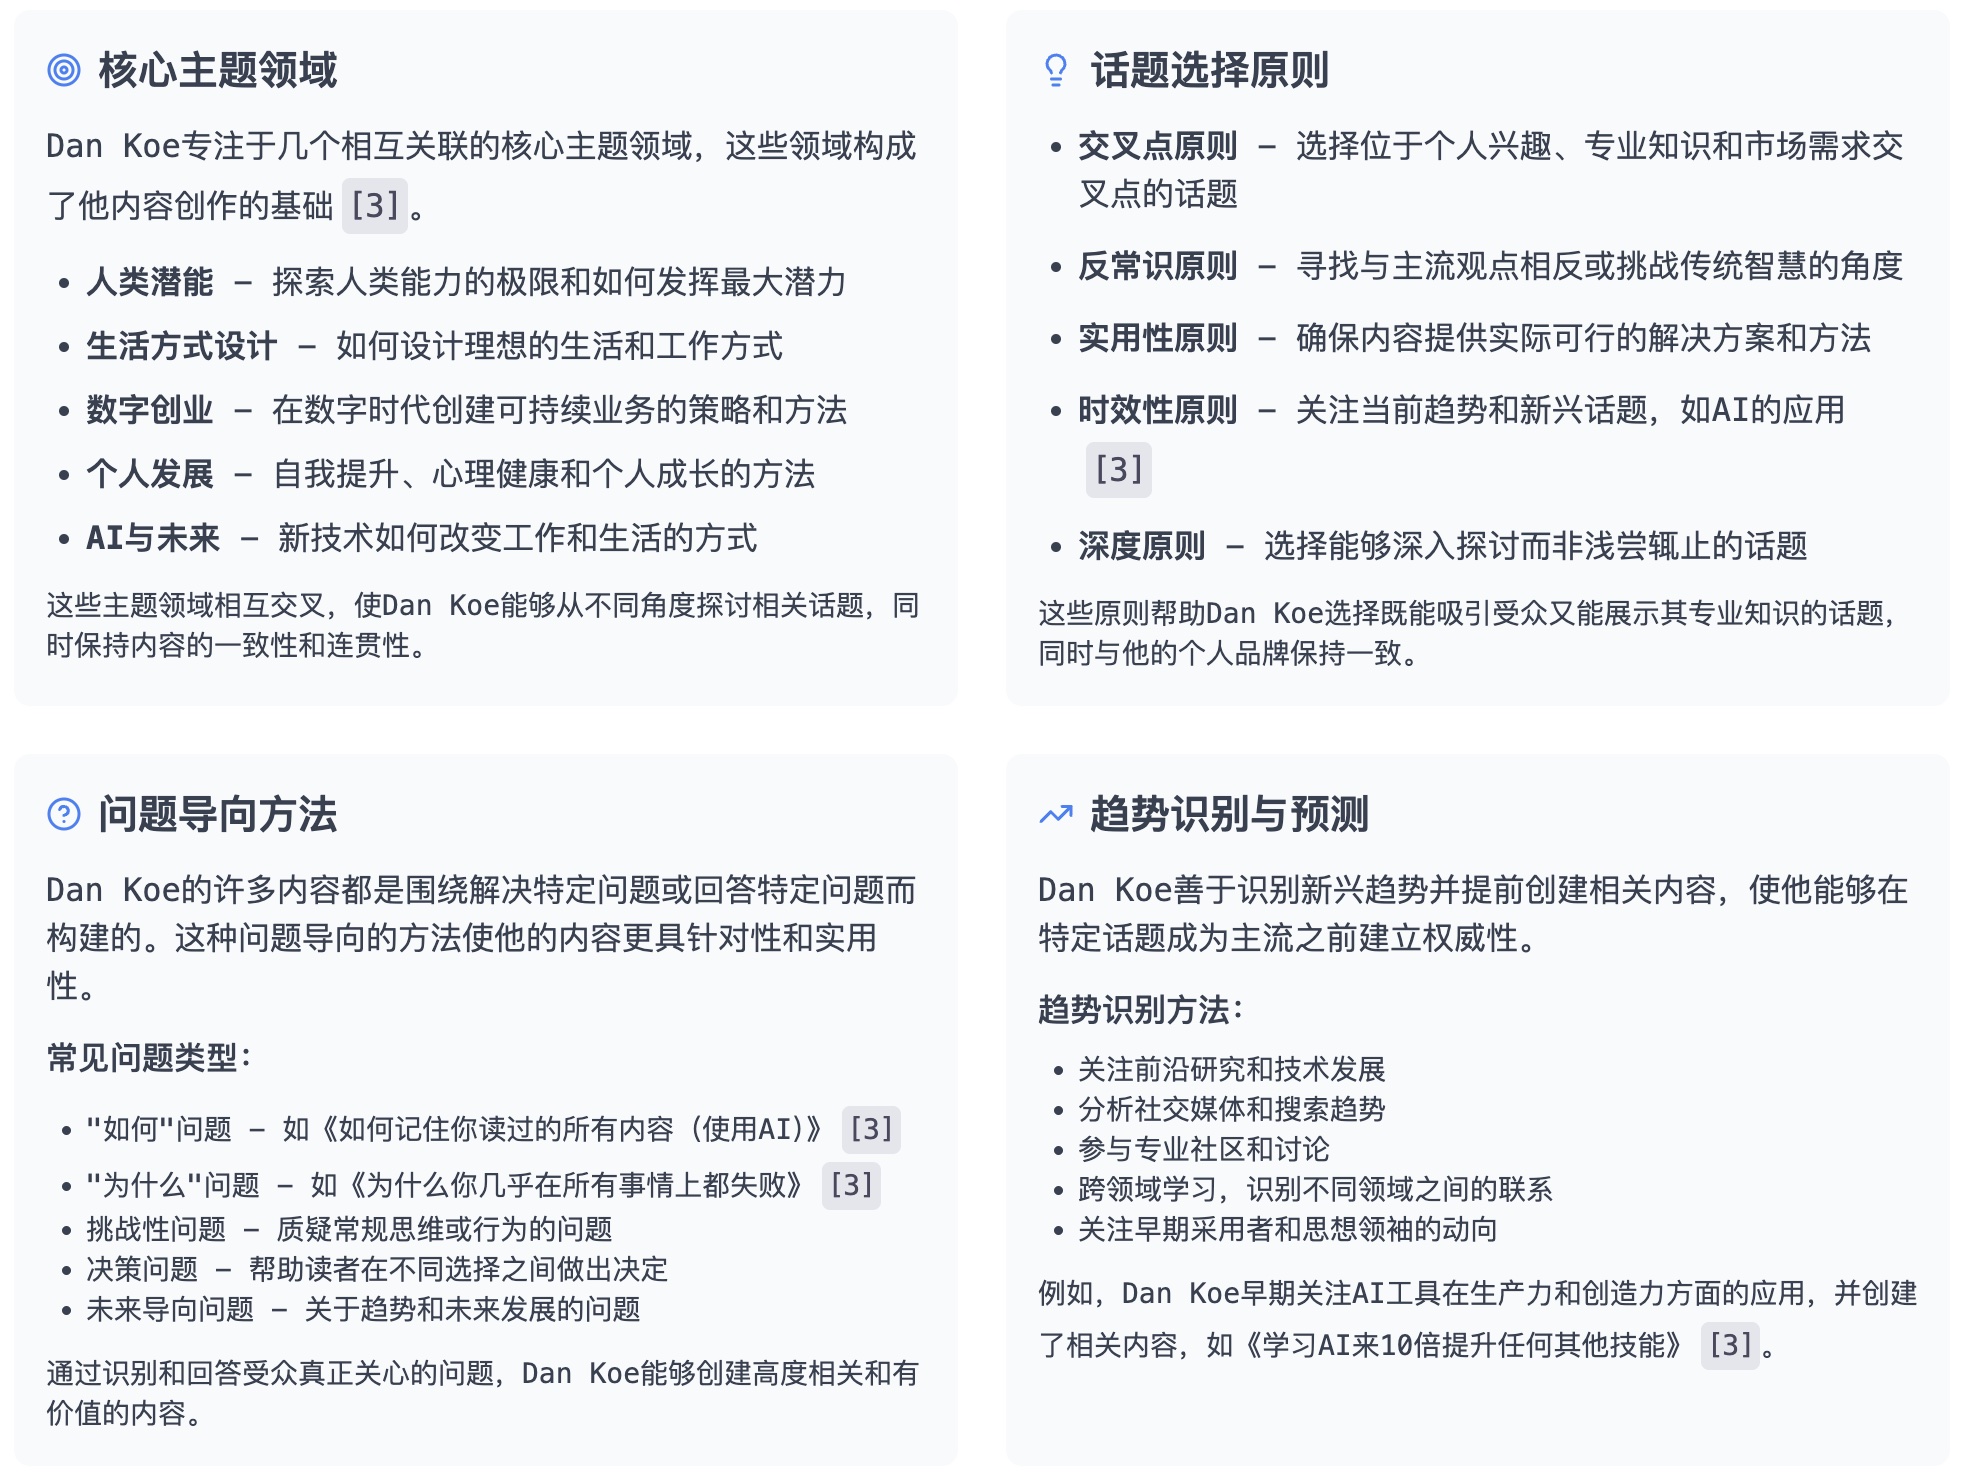 核心主题领域
Dan Koe专注于几个相互关联的核心主题领域，这些领域构成
了他内容创作的基础 [3]。
• 人类潜能 – 探索人类能力的极限和如何发挥最大潜力
• 生活方式设计 – 如何设计理想的生活和工作方式
• 数字创业 – 在数字时代创建可持续业务的策略和方法
• 个人发展 – 自我提升、心理健康和个人成长的方法
• AI与未来 – 新技术如何改变工作和生活的方式
这些主题领域相互交叉，使Dan Koe能够从不同角度探讨相关话题，同
时保持内容的一致性和连贯性。
话题选择原则
• 交叉点原则 – 选择位于个人兴趣、专业知识和市场需求交
叉点的话题
• 反常识原则 – 寻找与主流观点相反或挑战传统智慧的角度
• 实用性原则 – 确保内容提供实际可行的解决方案和方法
• 时效性原则 – 关注当前趋势和新兴话题，如AI的应用
[3]
• 深度原则 – 选择能够深入探讨而非浅尝辄止的话题
这些原则帮助Dan Koe选择既能吸引受众又能展示其专业知识的话题，
同时与他的个人品牌保持一致。
问题导向方法
Dan Koe的许多内容都是围绕解决特定问题或回答特定问题而
构建的。这种问题导向的方法使他的内容更具针对性和实用
性。
常见问题类型：
• "如何"问题 – 如《如何记住你读过的所有内容（使用AI）》 [3]
• "为什么"问题 – 如《为什么你几乎在所有事情上都失败》 [3]
• 挑战性问题 – 质疑常规思维或行为的问题
• 决策问题 – 帮助读者在不同选择之间做出决定
• 未来导向问题 – 关于趋势和未来发展的问题
通过识别和回答受众真正关心的问题，Dan Koe能够创建高度相关和有
价值的内容。
趋势识别与预测
Dan Koe善于识别新兴趋势并提前创建相关内容，使他能够在
特定话题成为主流之前建立权威性。
趋势识别方法：
• 关注前沿研究和技术发展
• 分析社交媒体和搜索趋势
• 参与专业社区和讨论
• 跨领域学习，识别不同领域之间的联系
• 关注早期采用者和思想领袖的动向
例如，Dan Koe早期关注AI工具在生产力和创造力方面的应用，并创建
了相关内容，如《学习AI来10倍提升任何其他技能》 [3]。